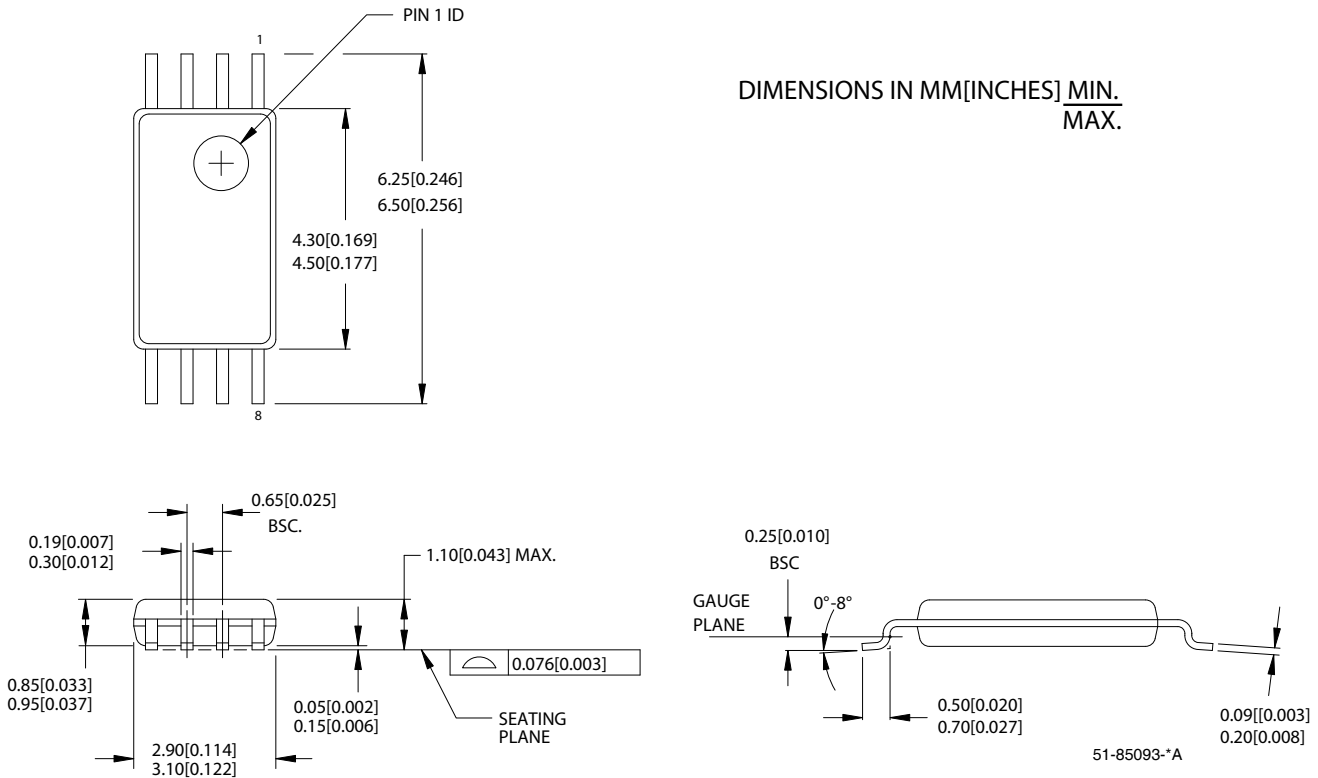 PIN 1 ID
1
DIMENSIONS IN MM[INCHES] MIN.
MAX.
6.25[0.246]
6.50[0.256]
4.30[0.169]
4.50[0.177]
8
0.65[0.025]
BSC.
0.19[0.007]
0.30[0.012]
1.10[0.043] MAX.
0.85[0.033]
0.95[0.037]
0.05[0.002]
0.15[0.006]
0.076[0.003]
SEATING
PLANE
2.90[0.114]
3.10[0.122]
0.25[0.010]
BSC
GAUGE
PLANE
0°-8°
0.50[0.020]
0.70[0.027]
0.09[[0.003]
0.20[0.008]
51-85093-*A